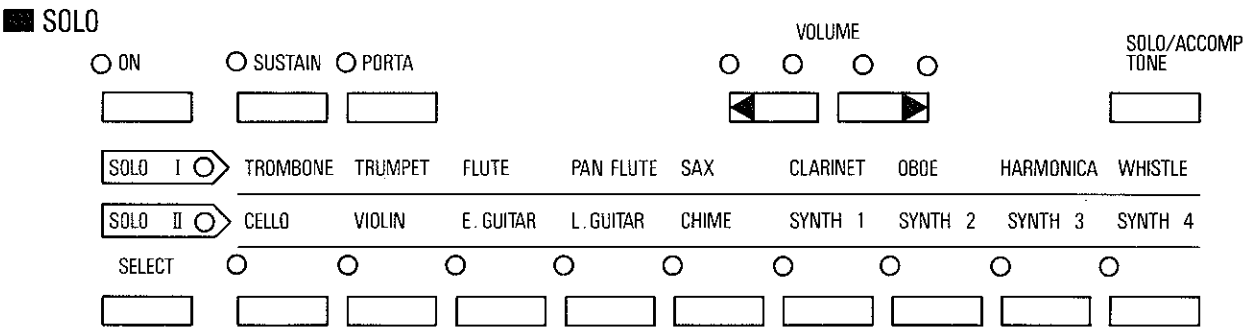 SOLO
VOLUME
SOLO/ACCOMP
TONE
ON SUSTAIN PORTA
SOLO I TROMBONE TRUMPET FLUTE PAN FLUTE SAX CLARINET OBOE HARMONICA WHISTLE
SOLO II CELLO VIOLIN E. GUITAR L. GUITAR CHIME SYNTH 1 SYNTH 2 SYNTH 3 SYNTH 4
SELECT